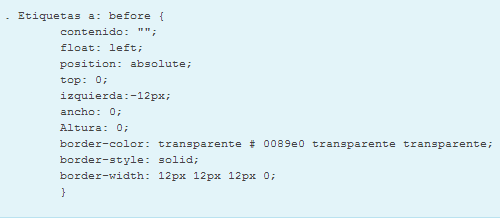 . Etiquetas a: before {
contenido: "";
float: left;
position: absolute;
top: 0;
izquierda:-12px;
ancho: 0;
Altura: 0;
border-color: transparente # 0089e0 transparente transparente;
border-style: solid;
border-width: 12px 12px 12px 0;
}